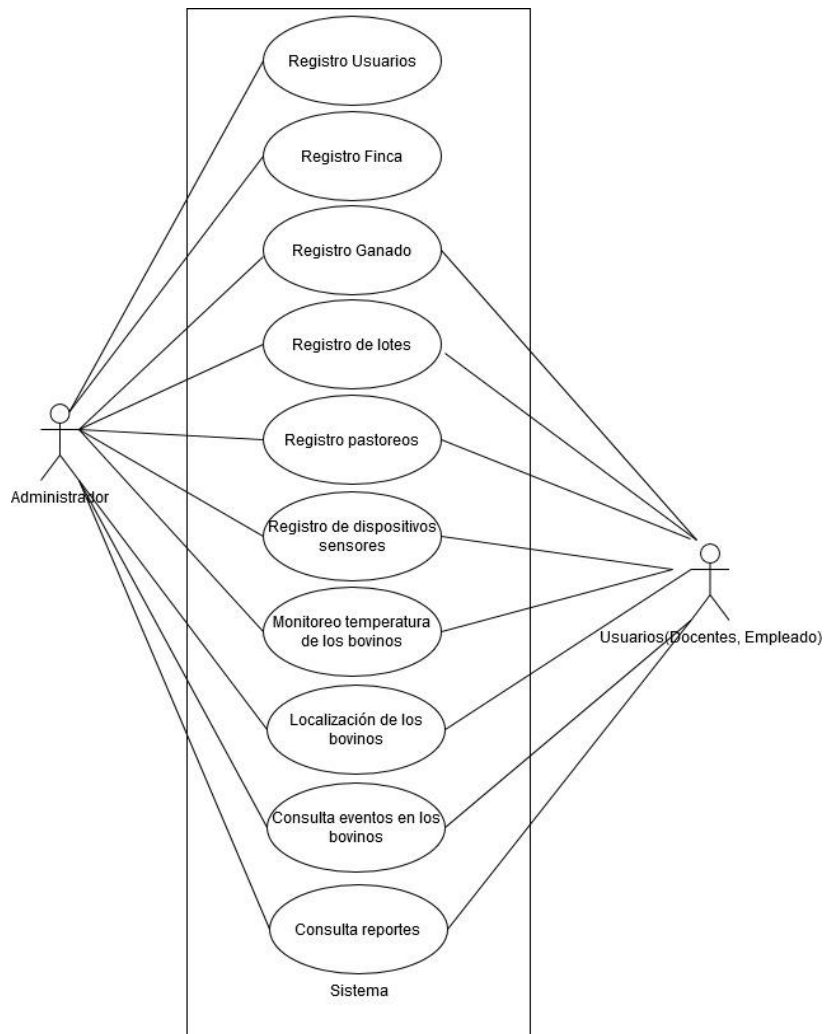 Registro Usuarios
Registro Finca
Registro Ganado
Registro de lotes
Registro pastoreos
Administrador
Registro de dispositivos
sensores
Monitoreo temperatura
de los bovinos
Usuarios(Docentes, Empleado)
Localización de los
bovinos
Consulta eventos en los
bovinos
Consulta reportes
Sistema